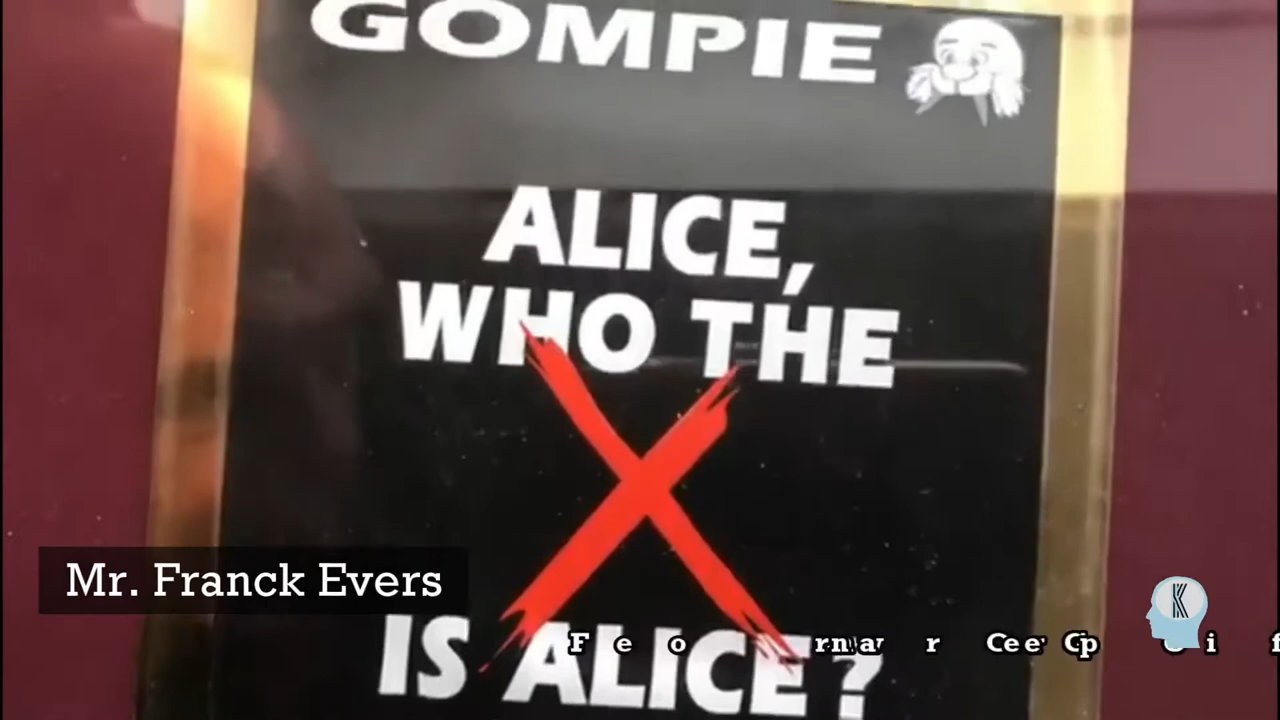 GOMPIE
ALICE,
WHO THE
X
IS ALICE?
Mr. Franck Evers
K